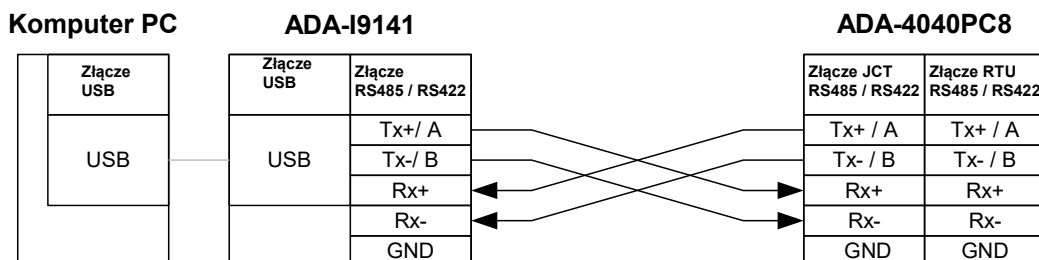 Komputer PC
ADA-I9141
ADA-4040PC8
Złącze
USB
Złącze
USB
Złącze
RS485 / RS422
Złącze JCT
RS485 / RS422
Złącze RTU
RS485 / RS422
USB
USB
Tx+/ A
Tx-/ B
Rx+
Rx-
GND
Tx+ / A
Tx- / B
Rx+
Rx-
GND
Tx+ / A
Tx- / B
Rx+
Rx-
GND